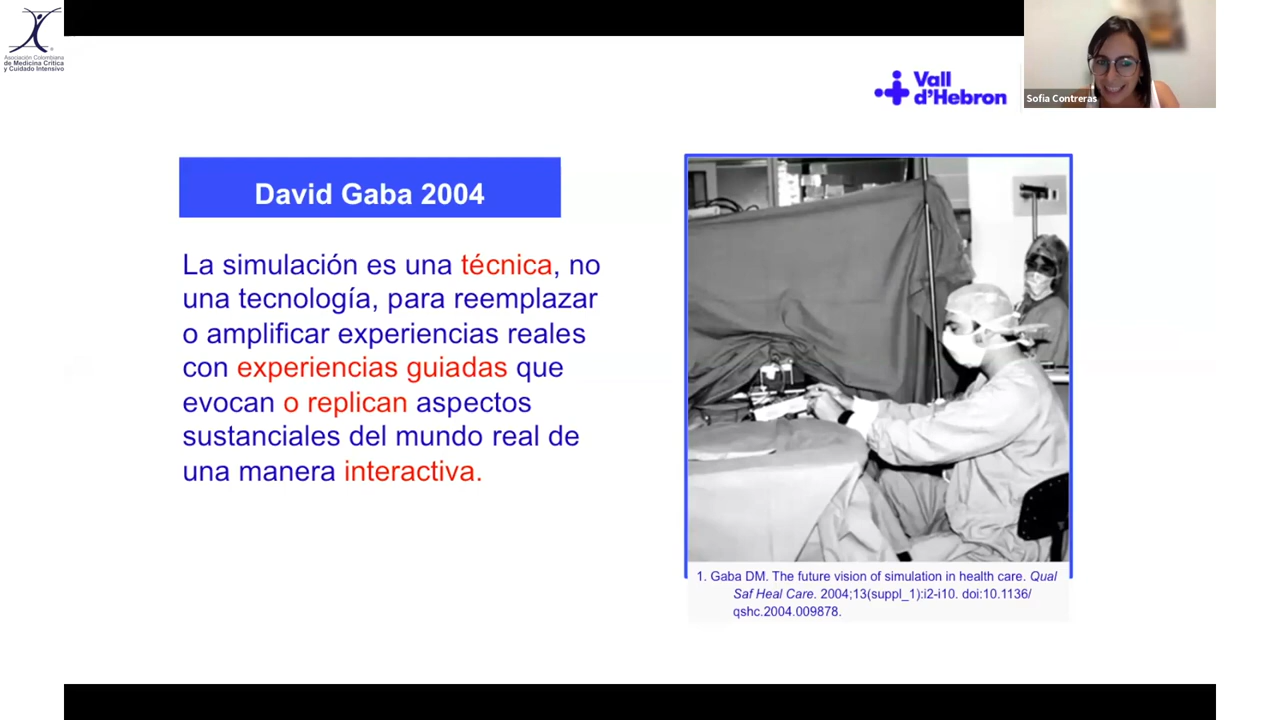 Asociación Colombiana
de Medicina Crítica
y Cuidado Intensivo
Vall
d'Hebron
Sofia Contreras
David Gaba 2004
La simulación es una técnica, no
una tecnología, para reemplazar
o amplificar experiencias reales
con experiencias guiadas que
evocan o replican aspectos
sustanciales del mundo real de
una manera interactiva.
1. Gaba DM. The future vision of simulation in health care. Qual
Saf Heal Care. 2004;13(suppl_1):i2-i10. doi:10.1136/
qshc.2004.009878.